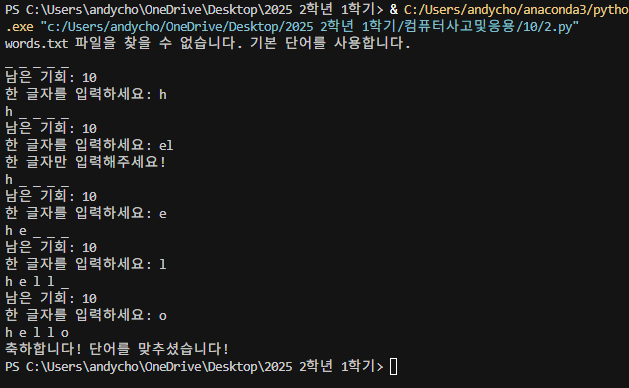 PS C:\Users\andycho\OneDrive\Desktop\2025 2학년 1학기> & C:/Users/andycho/anaconda3/pytho
.exe "c:/Users/andycho/OneDrive/Desktop/2025 2학년 1학기/컴퓨터사고및응용/10/2.py"
words.txt 파일을 찾을 수 없습니다. 기본 단어를 사용합니다.
_ _ _ _ _
남은 기회: 10
한 글자를 입력하세요: h
h _ _ _ _
남은 기회: 10
한 글자를 입력하세요: el
한 글자만 입력해주세요!
h _ _ _ _
남은 기회: 10
한 글자를 입력하세요: e
h e _ _ _
남은 기회: 10
한 글자를 입력하세요: l
h e l l _
남은 기회: 10
한 글자를 입력하세요: o
h e l l o
축하합니다! 단어를 맞추셨습니다!
PS C:\Users\andycho\OneDrive\Desktop\2025 2학년 1학기>